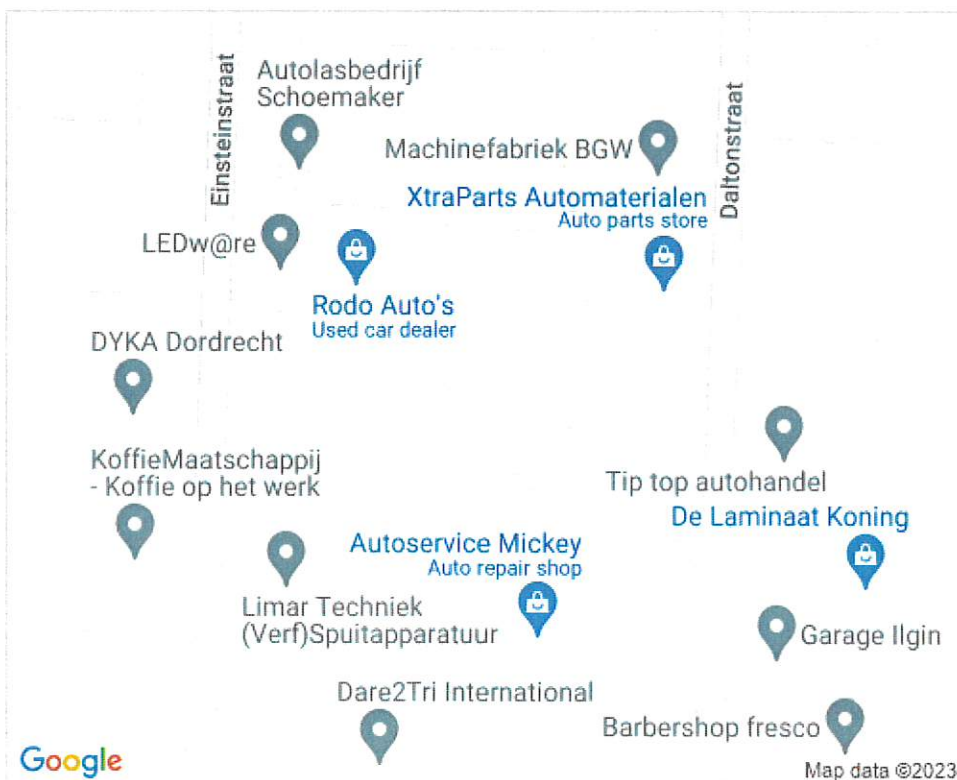 Einsteinstraat
Autolasbedrijf
Schoemaker
Machinefabriek BGW
Daltonstraat
XtraParts Automaterialen
Auto parts store
LEDw@re
Rodo Auto's
Used car dealer
DYKA Dordrecht
KoffieMaatschappij
- Koffie op het werk
Tip top autohandel
De Laminaat Koning
Autoservice Mickey
Auto repair shop
Limar Techniek
(Verf)Spuitapparatuur
Garage Ilgin
Dare2Tri International
Barbershop fresco
Google
Map data ©2023